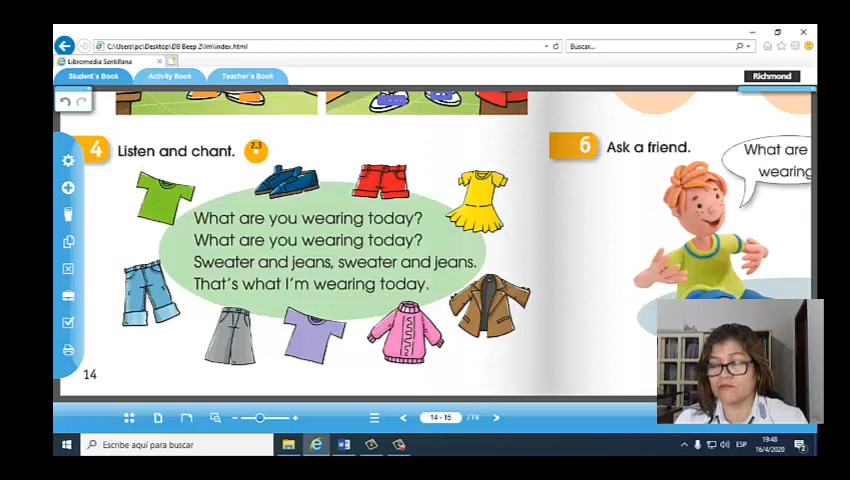 C:\Users\pc\Desktop\DB Beep 2\lm\index.html
Buscar...
Libromedia Santillana
Student's Book
Activity Book
Teacher's Book
Richmond
4
Listen and chant.
2.3
What are you wearing today?
What are you wearing today?
Sweater and jeans, sweater and jeans.
That's what I'm wearing today.
14
6
Ask a friend.
What are
wearing
14 - 15
/74
Escribe aquí para buscar
ESP
19:48
16/4/2020
2